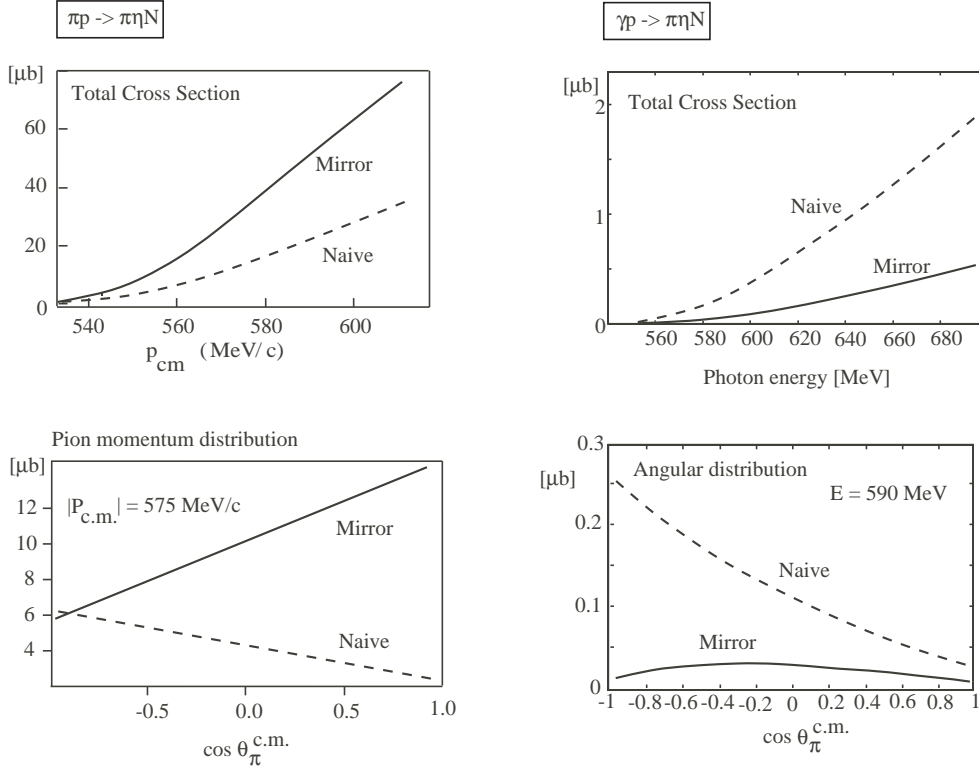 πp -> πηN
[μb]
Total Cross Section
60
40
20
0
Mirror
Naive
540
560
580
600
p_cm (MeV/c)
γp -> πηN
[μb]
2
1
0
Total Cross Section
Naive
Mirror
560
580
600
620
640
660
680
Photon energy [MeV]
Pion momentum distribution
[μb]
12
10
8
6
4
|P_c.m.| = 575 MeV/c
Mirror
Naive
-0.5
0.0
0.5
1.0
cos θ_π^c.m.
0.3
[μb]
0.2
0.1
0
Angular distribution
E = 590 MeV
Naive
Mirror
-1
-0.8
-0.6
-0.4
-0.2
0
0.2
0.4
0.6
0.8
1
cos θ_π^c.m.